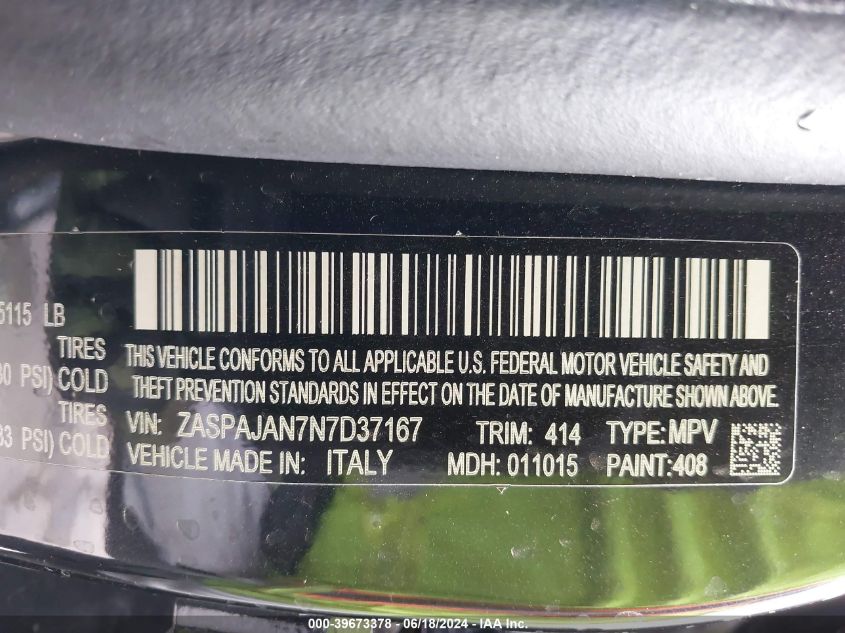 5115 LB
TIRES
30 PSI) COLD
TIRES
33 PSI) COLD
THIS VEHICLE CONFORMS TO ALL APPLICABLE U.S. FEDERAL MOTOR VEHICLE SAFETY AND
THEFT PREVENTION STANDARDS IN EFFECT ON THE DATE OF MANUFACTURE SHOWN ABOVE.
VIN: ZASPAJAN7N7D37167 TRIM: 414 TYPE: MPV
VEHICLE MADE IN: ITALY MDH: 011015 PAINT: 408
000-39673378 - 06/18/2024 - © IAA Inc.